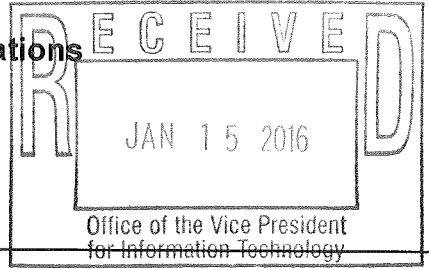 ations
RECEIVED
JAN 15 2016
Office of the Vice President
for Information Technology